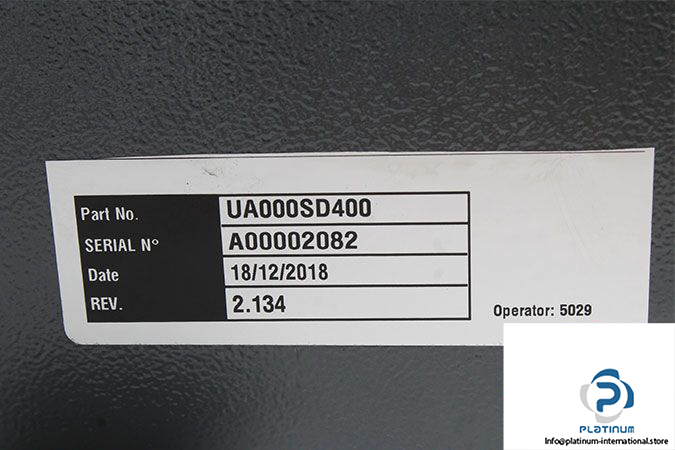 Part No. UA000SD400
SERIAL N° A00002082
Date 18/12/2018
REV. 2.134
Operator: 5029
PLATINUM
info@platinum-international.store